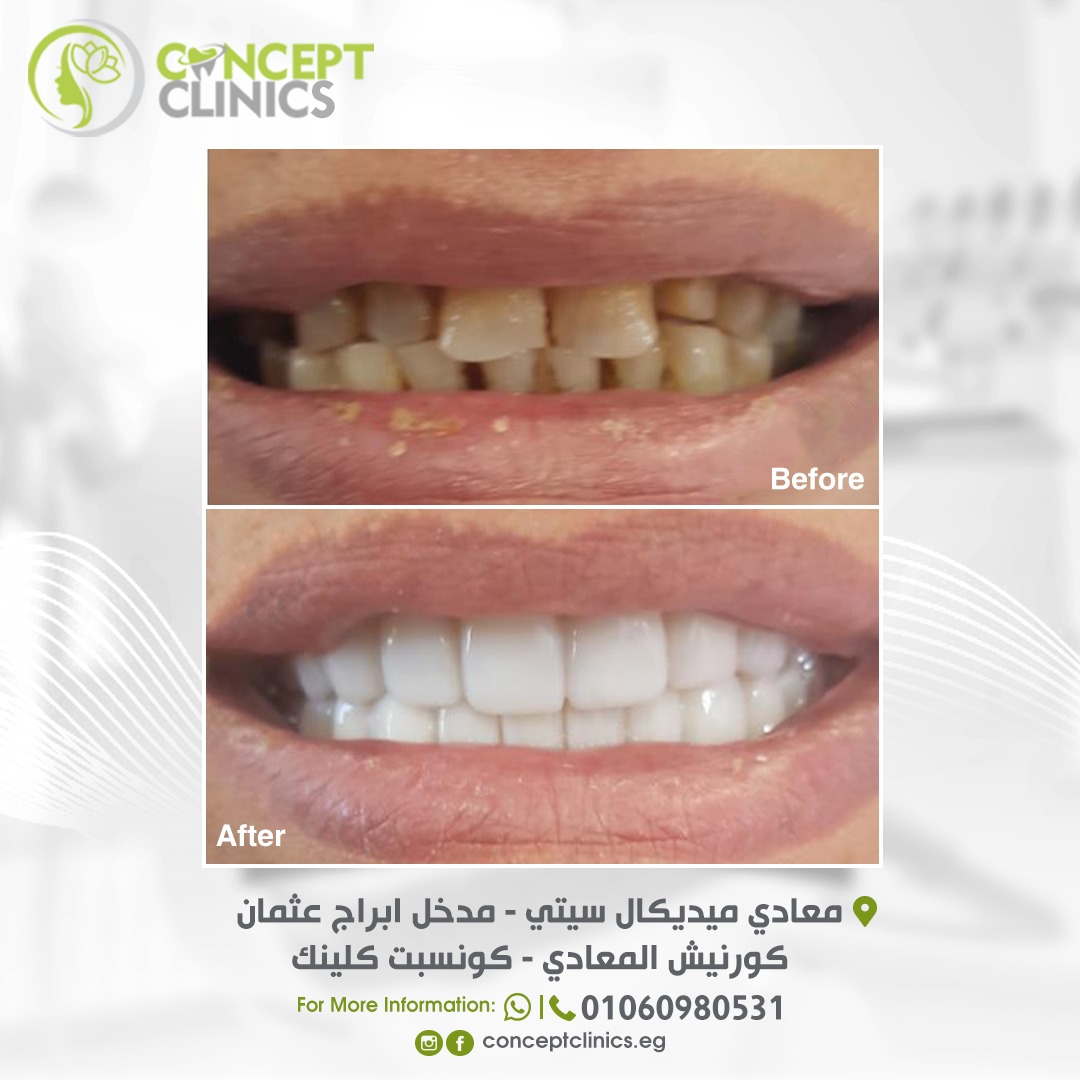 CONCEPT
CLINICS
Before
After
معادي ميديكال سيتي - مدخل ابراج عثمان
كورنيش المعادي - كونسبت كلينك
For More Information: | 01060980531
conceptclinics.eg